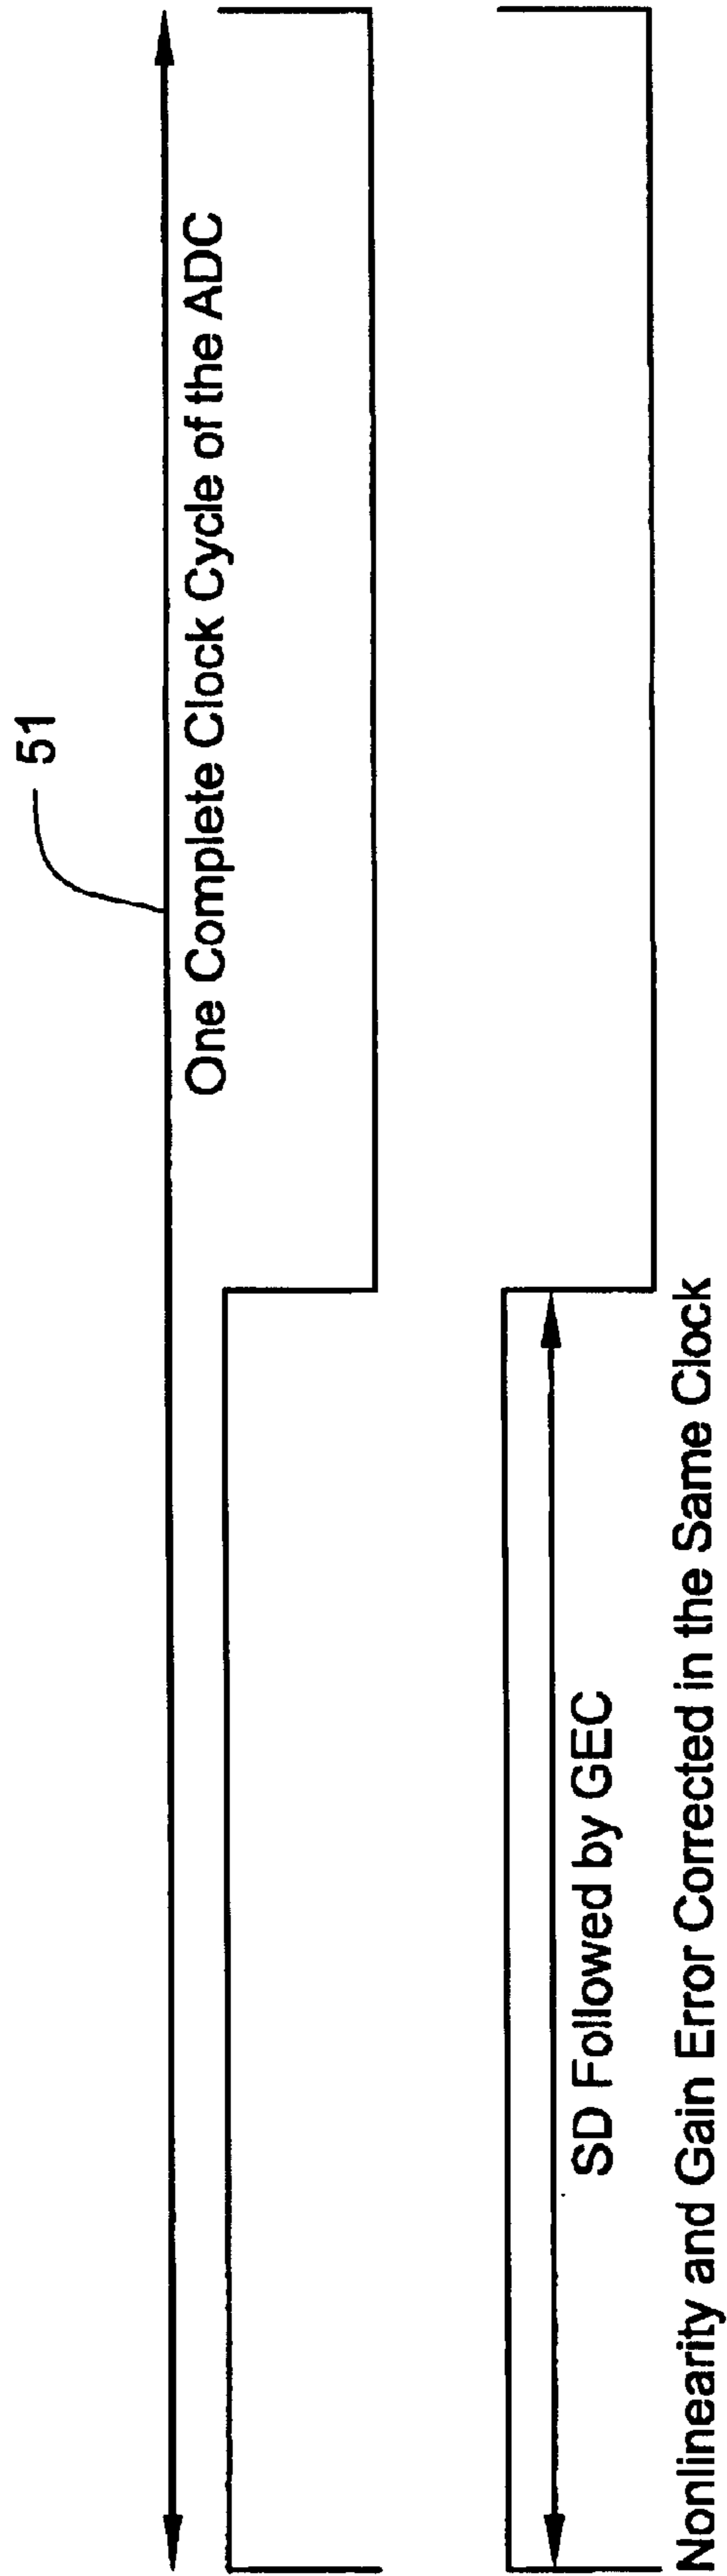 51
One Complete Clock Cycle of the ADC
SD Followed by GEC
Nonlinearity and Gain Error Corrected in the Same Clock